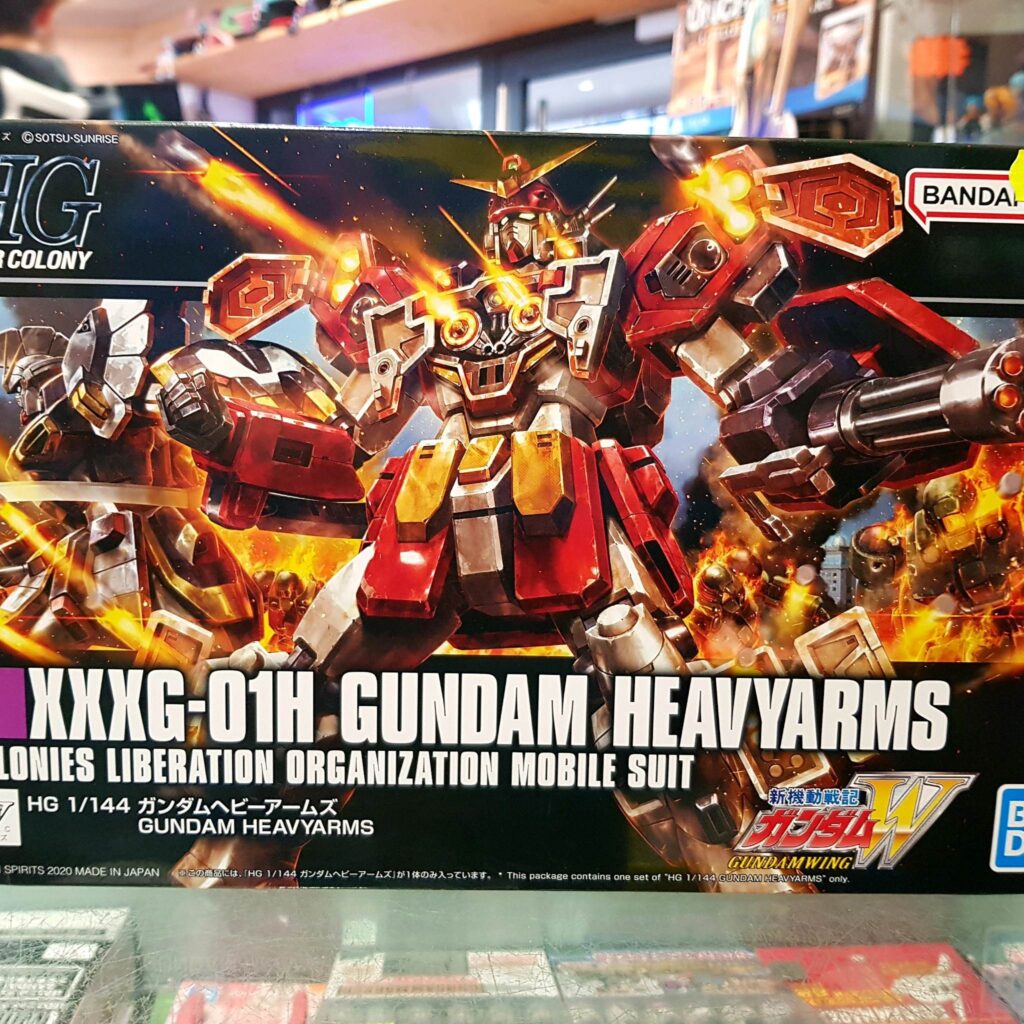 ©SOTSU・SUNRISE
HG
R COLONY
BANDAI
XXXG-01H GUNDAM HEAVYARMS
LONIES LIBERATION ORGANIZATION MOBILE SUIT
HG 1/144 ガンダムヘビーアームズ
GUNDAM HEAVYARMS
新機動戦記
ガンダムW
GUNDAM WING
SPIRITS 2020 MADE IN JAPAN
※この商品には、「HG 1/144 ガンダムヘビーアームズ」が1体のみ入っています。 * This package contains one set of "HG 1/144 GUNDAM HEAVYARMS" only.